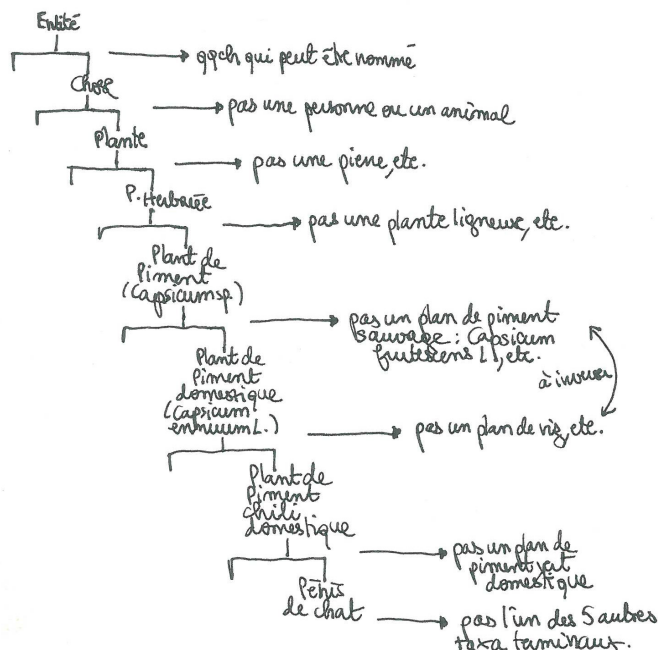 Entité
qqch qui peut être nommé
Chose
pas une personne ou un animal
Plante
pas une pierre, etc.
P. Herbacée
pas une plante ligneuse, etc.
Plant de
Piment
(Capsicum sp.)
pas un plan de piment
sauvage : Capsicum
frutescens L., etc.
à inverser
Plant de
Piment
domestique
(Capsicum
annuum L.)
pas un plan de riz, etc.
Plant de
Piment
chili
domestique
pas un plan de
piment
domestique
Pénis
de chat
pas l'un des 5 autres
taxa terminaux.